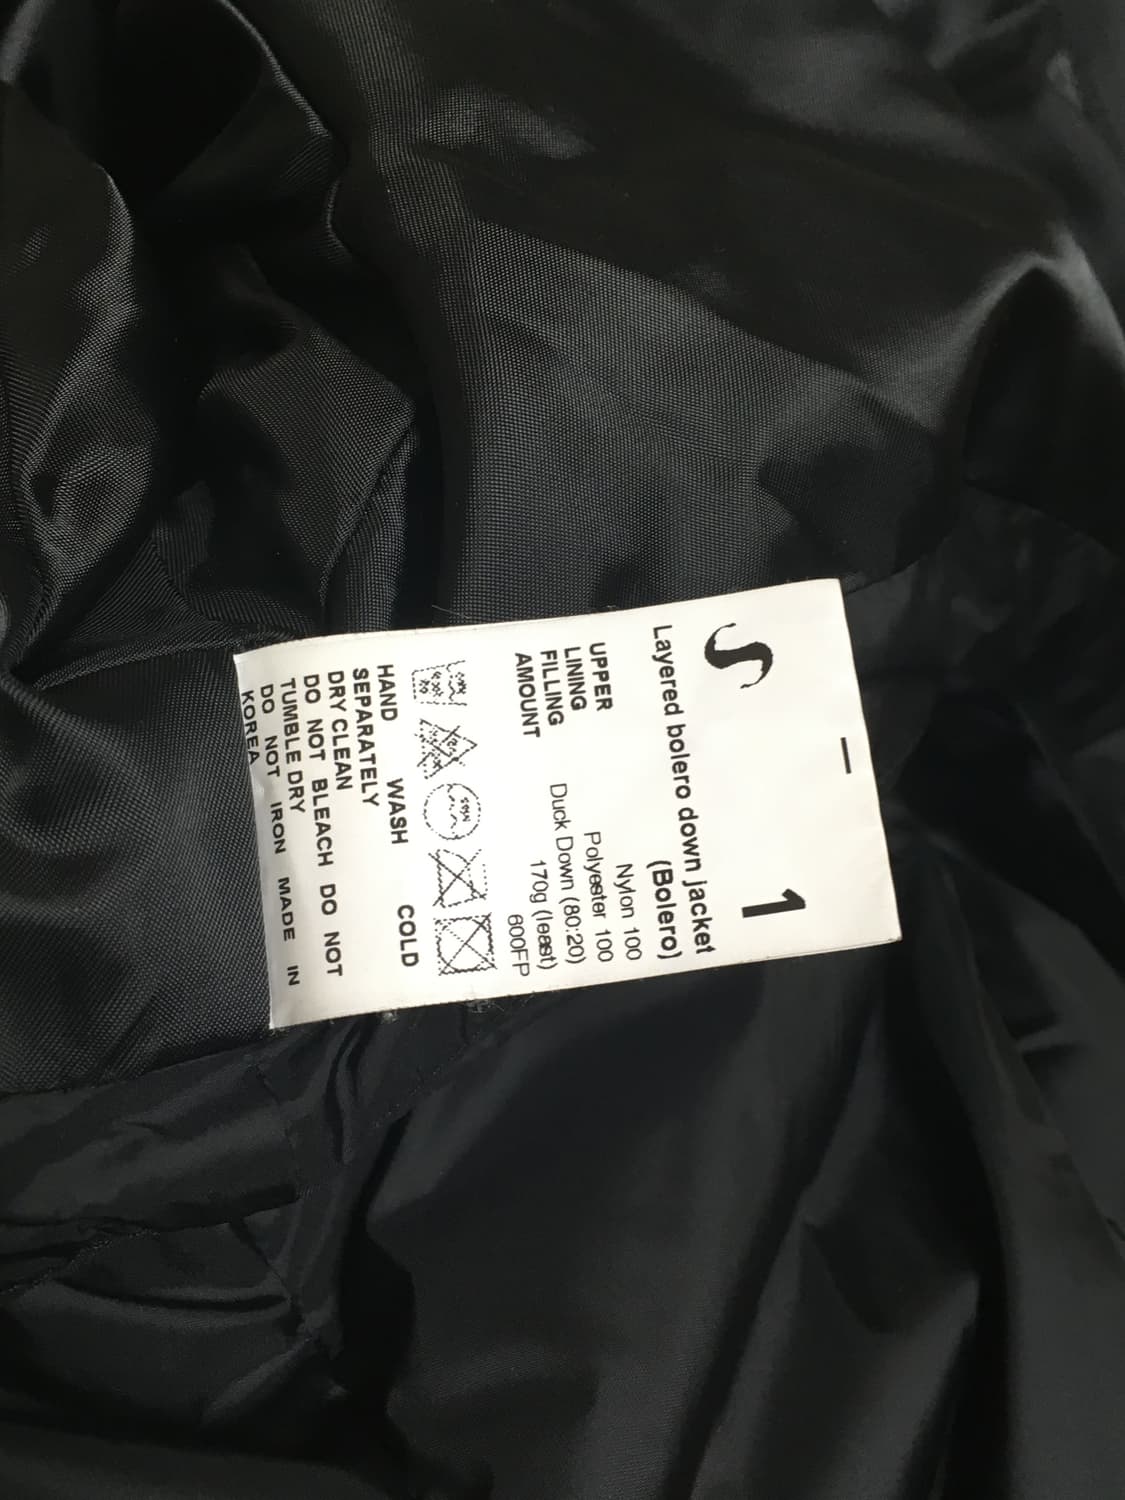 S
1
Layered bolero down jacket
(Bolero)
UPPER Nylon 100
LINING Polyester 100
FILLING Duck Down (80:20)
AMOUNT 170g (least)
600FP
HAND WASH COLD
SEPARATELY
DRY CLEAN
DO NOT BLEACH DO NOT
TUMBLE DRY
DO NOT IRON MADE IN
KOREA